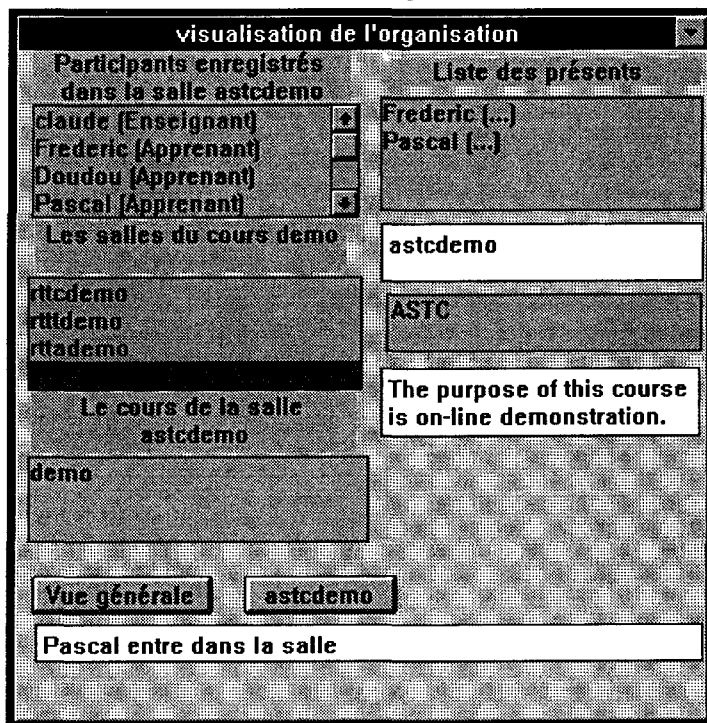 visualisation de l'organisation
Participants enregistrés
dans la salle astcdemo
claude (Enseignant)
Frederic (Apprenant)
Doudou (Apprenant)
Pascal (Apprenant)
Les salles du cours demo
rttcdemo
rtttdemo
rttademo
Le cours de la salle
astcdemo
demo
Liste des présents
Frederic (...)
Pascal (...)
astcdemo
ASTC
The purpose of this course
is on-line demonstration.
Vue générale
astcdemo
Pascal entre dans la salle